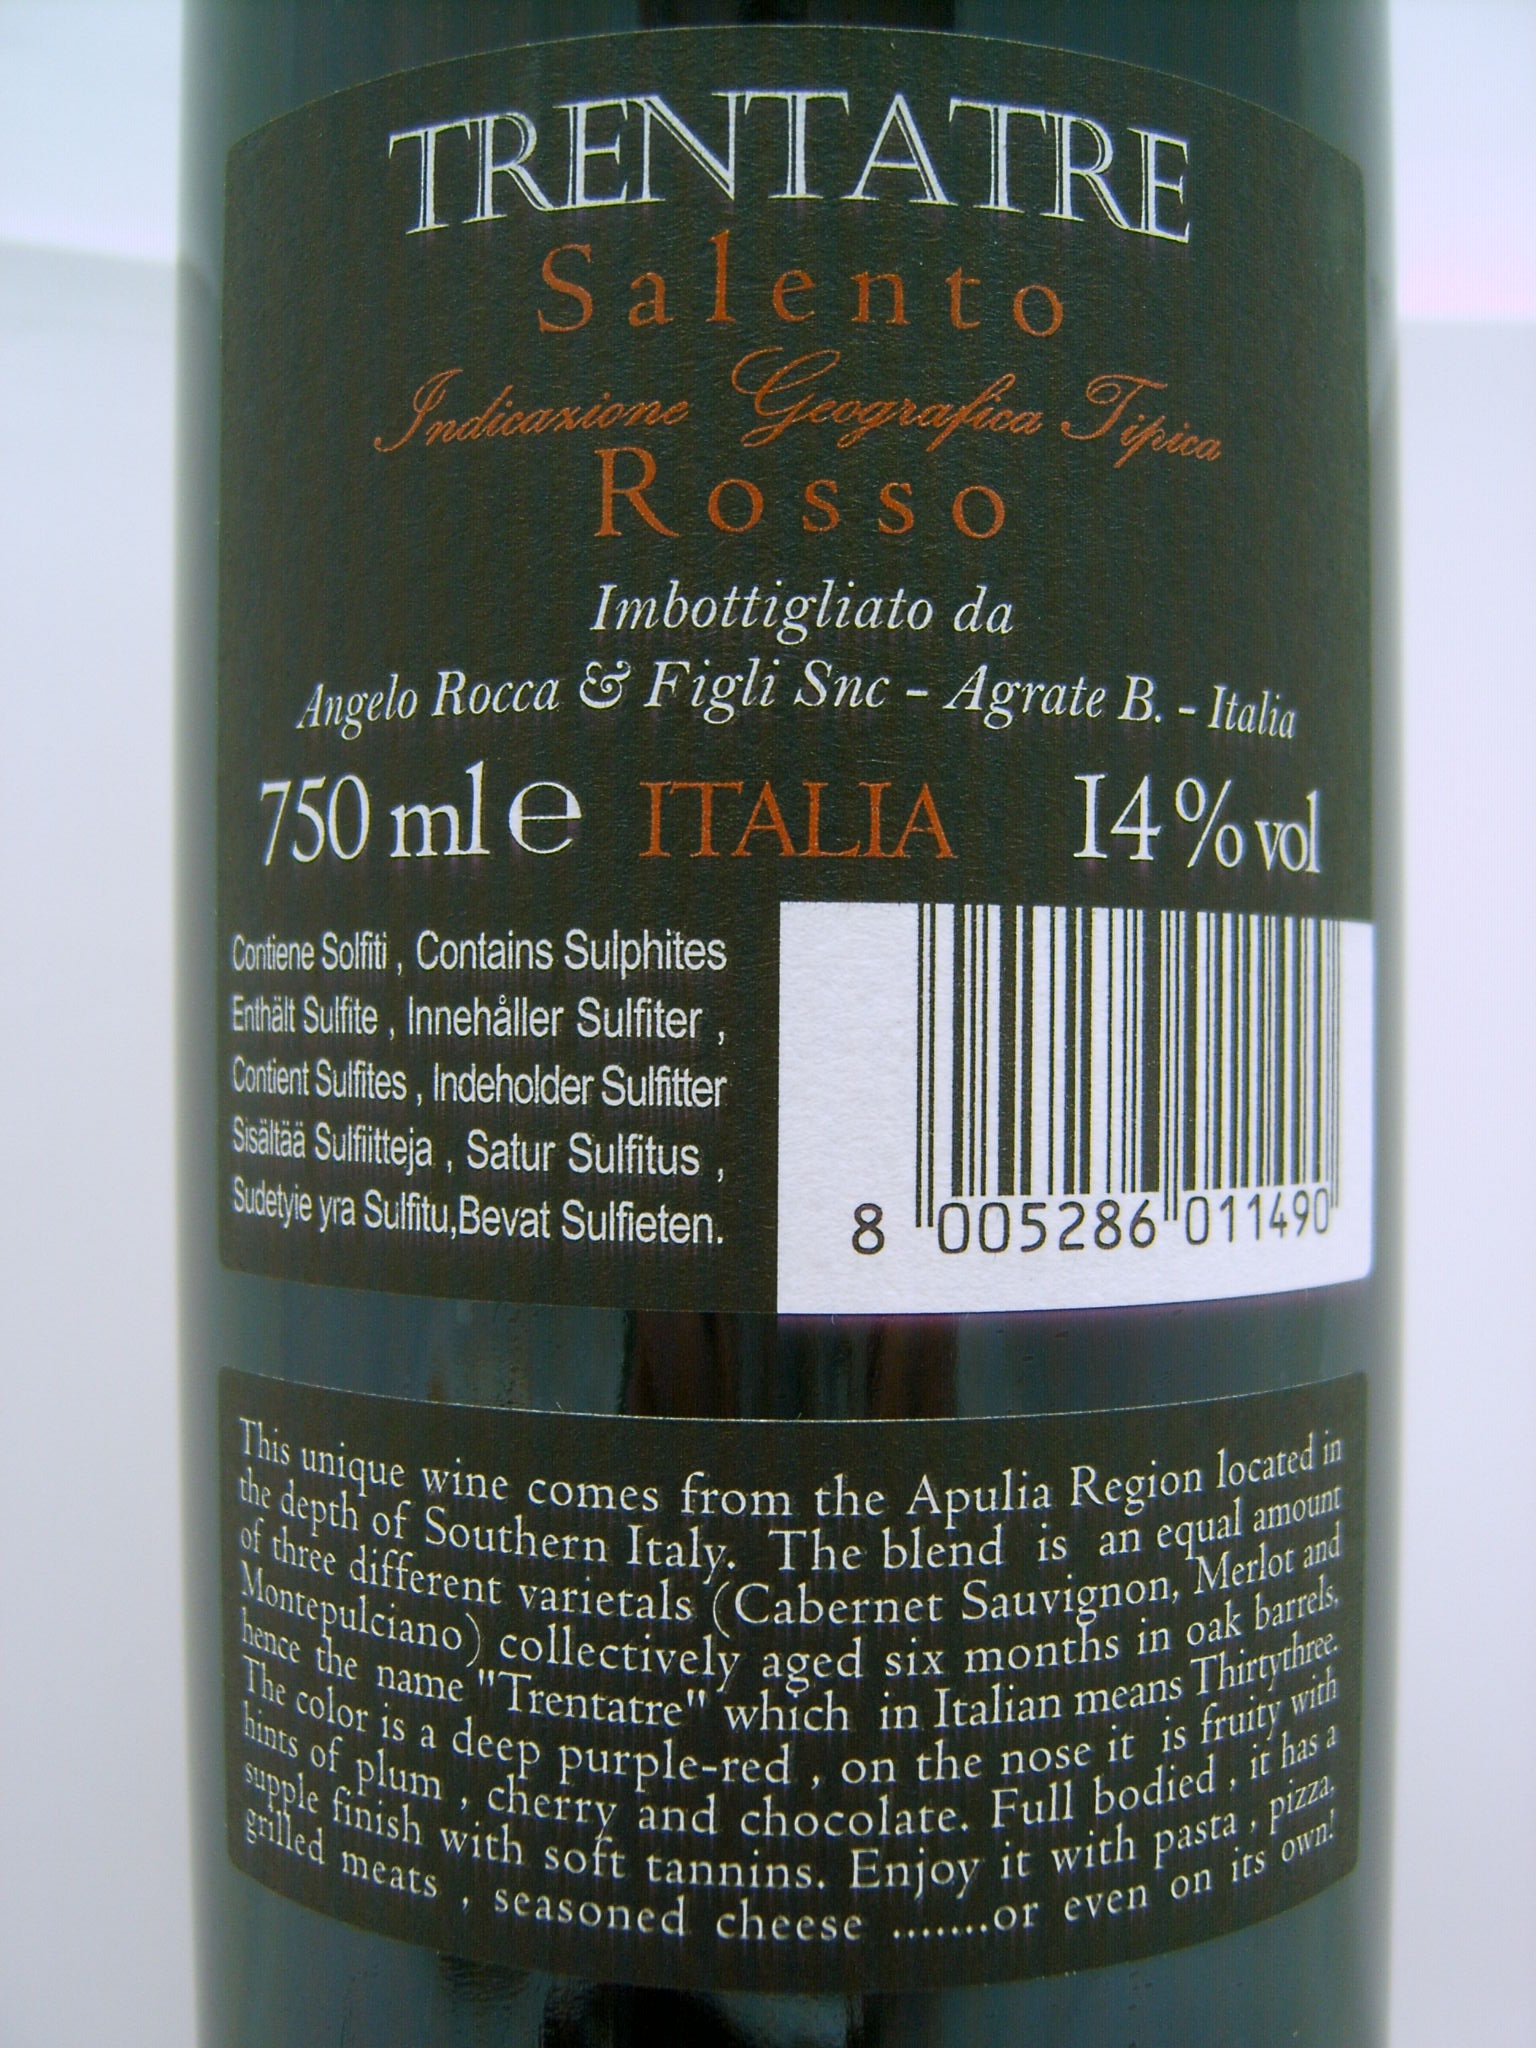 TRENTATRE
Salento
Indicazione Geografica Tipica
Rosso
Imbottigliato da
Angelo Rocca & Figli Snc - Agrate B. - Italia
750 ml e ITALIA 14% vol
Contiene Solfiti , Contains Sulphites
Enthält Sulfite , Innehåller Sulfiter ,
Contient Sulfites , Indeholder Sulfitter
Sisältää Sulfiitteja , Satur Sulfitus ,
Sudetyie yra Sulfitu,Bevat Sulfieten.
8 005286 011490
This unique wine comes from the Apulia Region located in
the depth of Southern Italy. The blend is an equal amount
of three different varietals (Cabernet Sauvignon, Merlot and
Montepulciano) collectively aged six months in oak barrels,
hence the name "Trentatre" which in Italian means Thirtythree.
The color is a deep purple-red , on the nose it is fruity with
hints of plum , cherry and chocolate. Full bodied , it has a
supple finish with soft tannins. Enjoy it with pasta , pizza,
grilled meats , seasoned cheese .......or even on its own!